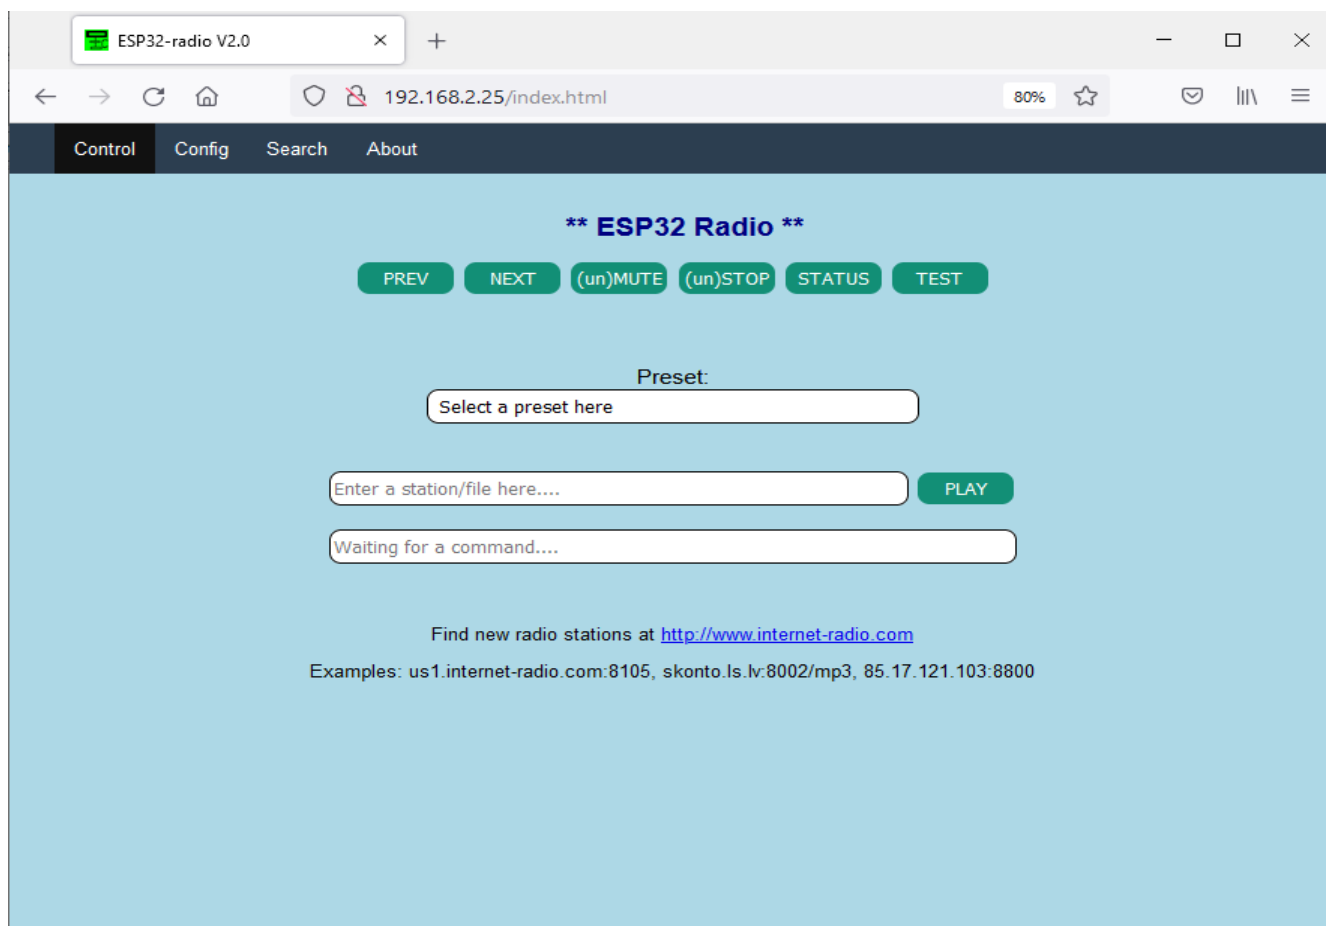 ESP32-radio V2.0
192.168.2.25/index.html 80%
Control Config Search About
** ESP32 Radio **
PREV NEXT (un)MUTE (un)STOP STATUS TEST
Preset:
Select a preset here
Enter a station/file here.... PLAY
Waiting for a command....
Find new radio stations at http://www.internet-radio.com
Examples: us1.internet-radio.com:8105, skonto.ls.lv:8002/mp3, 85.17.121.103:8800